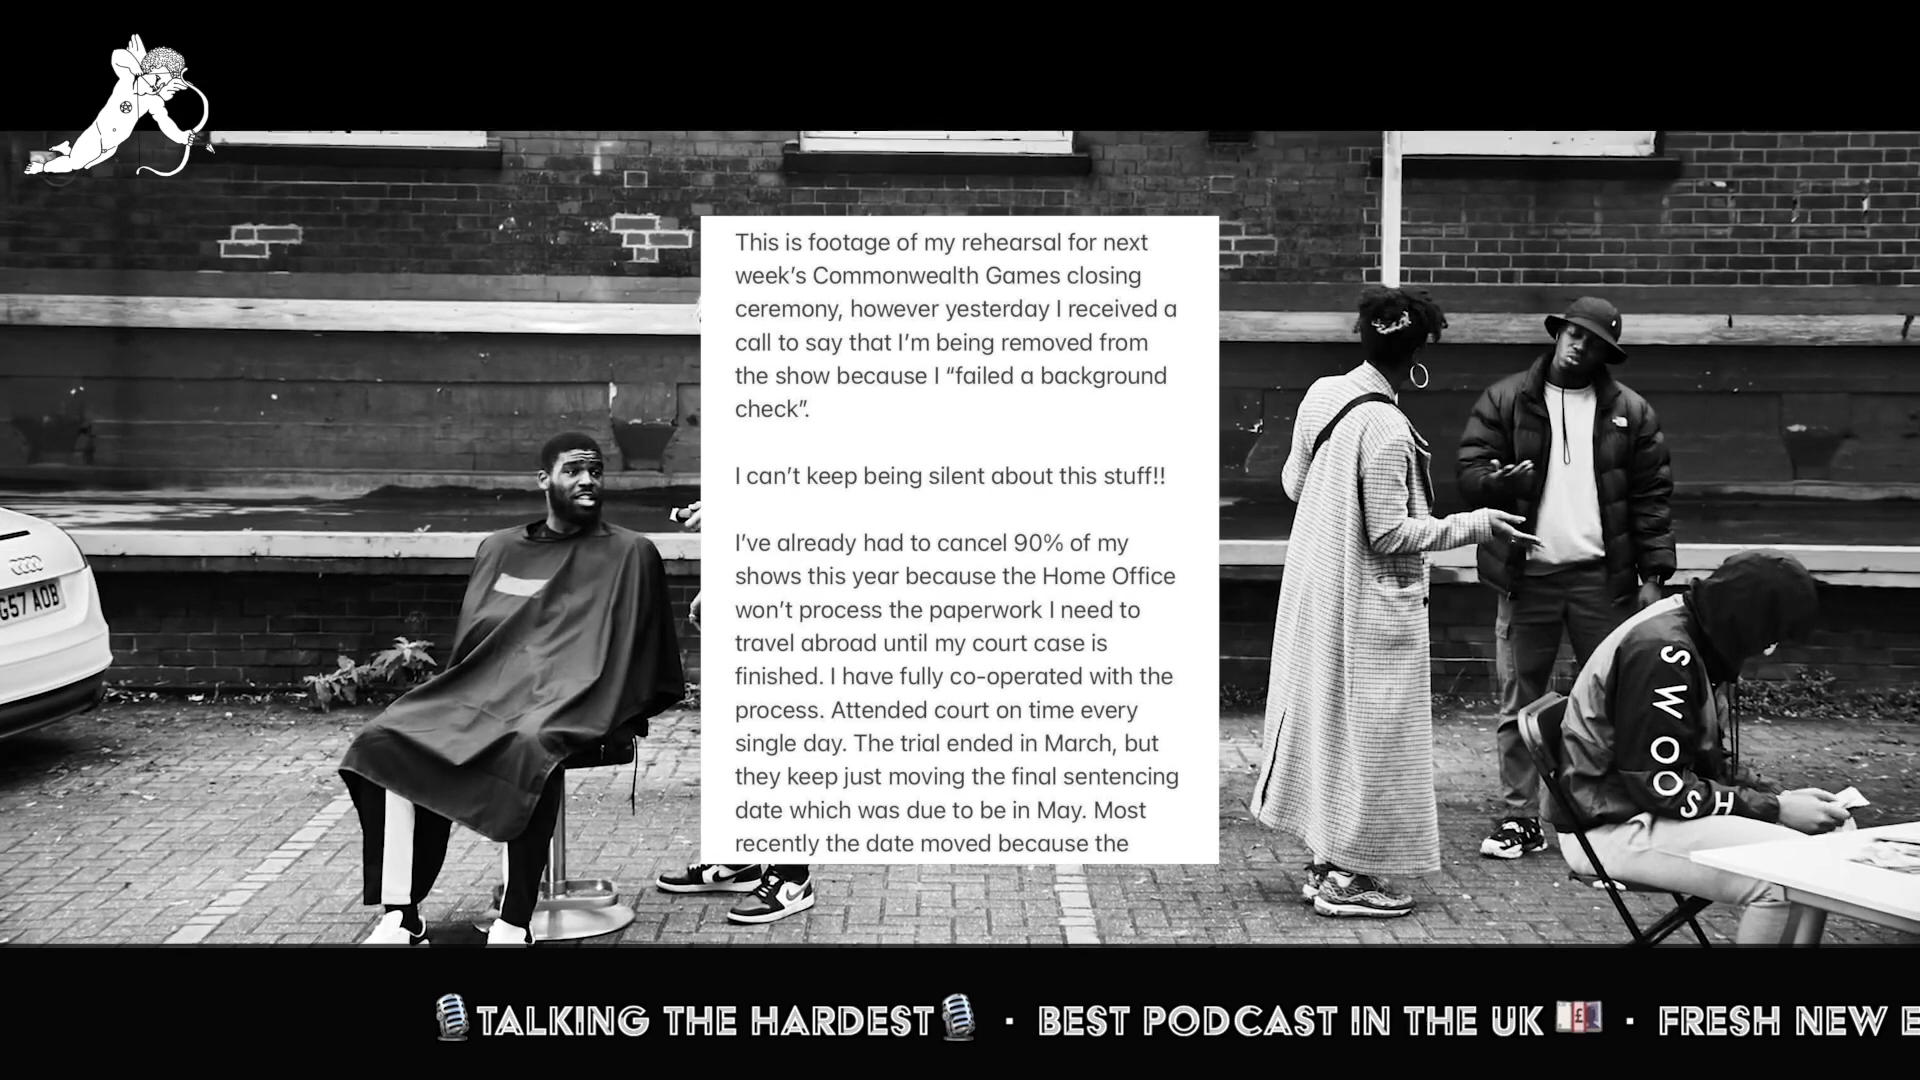 This is footage of my rehearsal for next
week's Commonwealth Games closing
ceremony, however yesterday I received a
call to say that I'm being removed from
the show because I “failed a background
check”.
I can't keep being silent about this stuff!!
I've already had to cancel 90% of my
shows this year because the Home Office
won't process the paperwork I need to
travel abroad until my court case is
finished. I have fully co-operated with the
process. Attended court on time every
single day. The trial ended in March, but
they keep just moving the final sentencing
date which was due to be in May. Most
recently the date moved because the
G57 AOB
SWOOSH
TALKING THE HARDEST · BEST PODCAST IN THE UK · FRESH NEW E